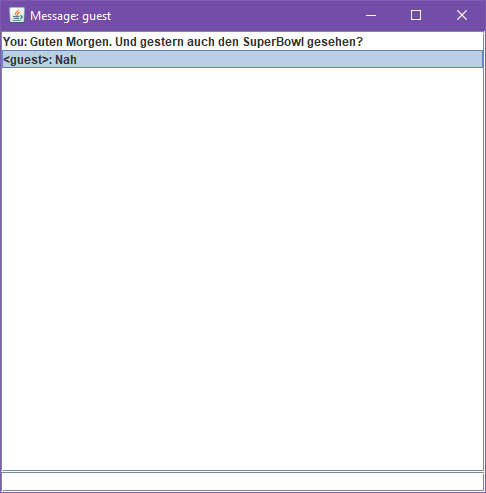 Message: guest
You: Guten Morgen. Und gestern auch den SuperBowl gesehen?
<guest>: Nah